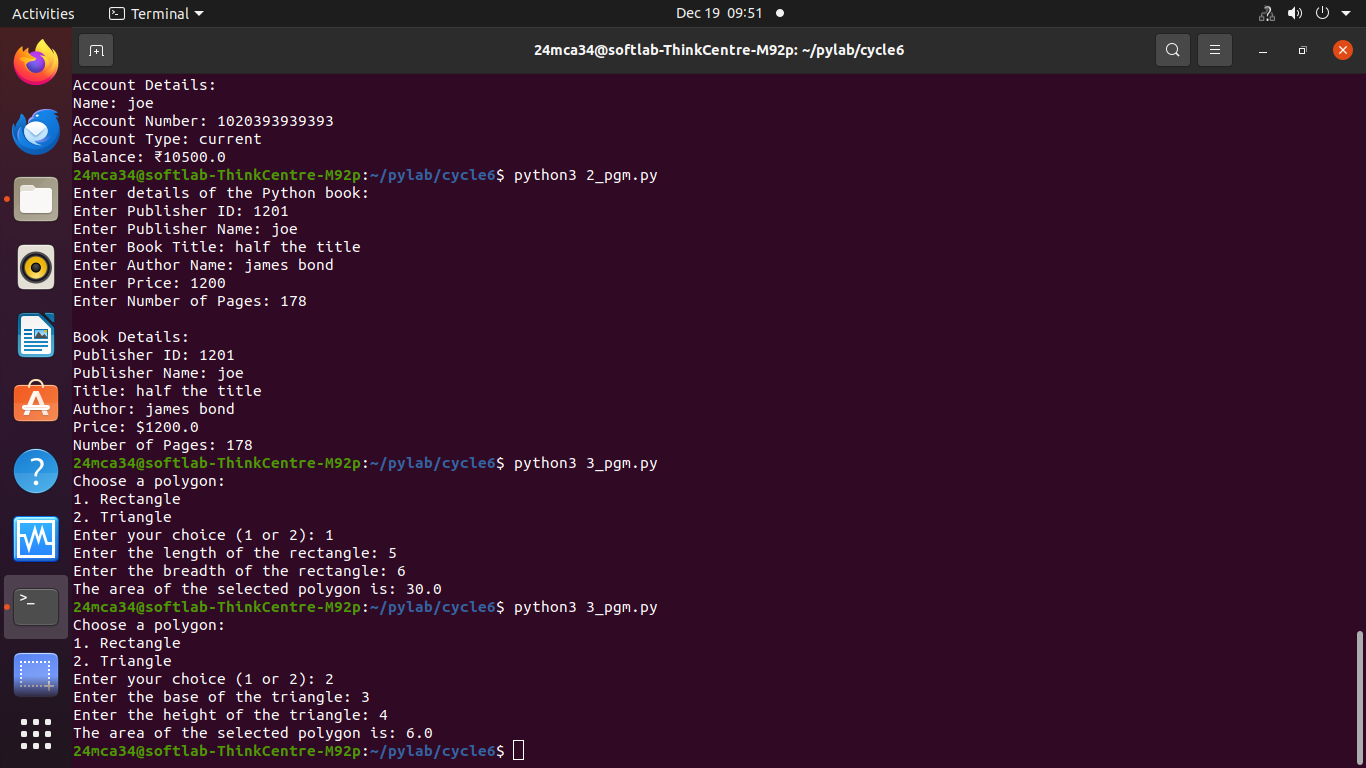 Activities
Terminal
Dec 19 09:51
24mca34@softlab-ThinkCentre-M92p: ~/pylab/cycle6
Account Details:
Name: joe
Account Number: 1020393939393
Account Type: current
Balance: ₹10500.0
24mca34@softlab-ThinkCentre-M92p:~/pylab/cycle6$ python3 2_pgm.py
Enter details of the Python book:
Enter Publisher ID: 1201
Enter Publisher Name: joe
Enter Book Title: half the title
Enter Author Name: james bond
Enter Price: 1200
Enter Number of Pages: 178

Book Details:
Publisher ID: 1201
Publisher Name: joe
Title: half the title
Author: james bond
Price: $1200.0
Number of Pages: 178
24mca34@softlab-ThinkCentre-M92p:~/pylab/cycle6$ python3 3_pgm.py
Choose a polygon:
1. Rectangle
2. Triangle
Enter your choice (1 or 2): 1
Enter the length of the rectangle: 5
Enter the breadth of the rectangle: 6
The area of the selected polygon is: 30.0
24mca34@softlab-ThinkCentre-M92p:~/pylab/cycle6$ python3 3_pgm.py
Choose a polygon:
1. Rectangle
2. Triangle
Enter your choice (1 or 2): 2
Enter the base of the triangle: 3
Enter the height of the triangle: 4
The area of the selected polygon is: 6.0
24mca34@softlab-ThinkCentre-M92p:~/pylab/cycle6$